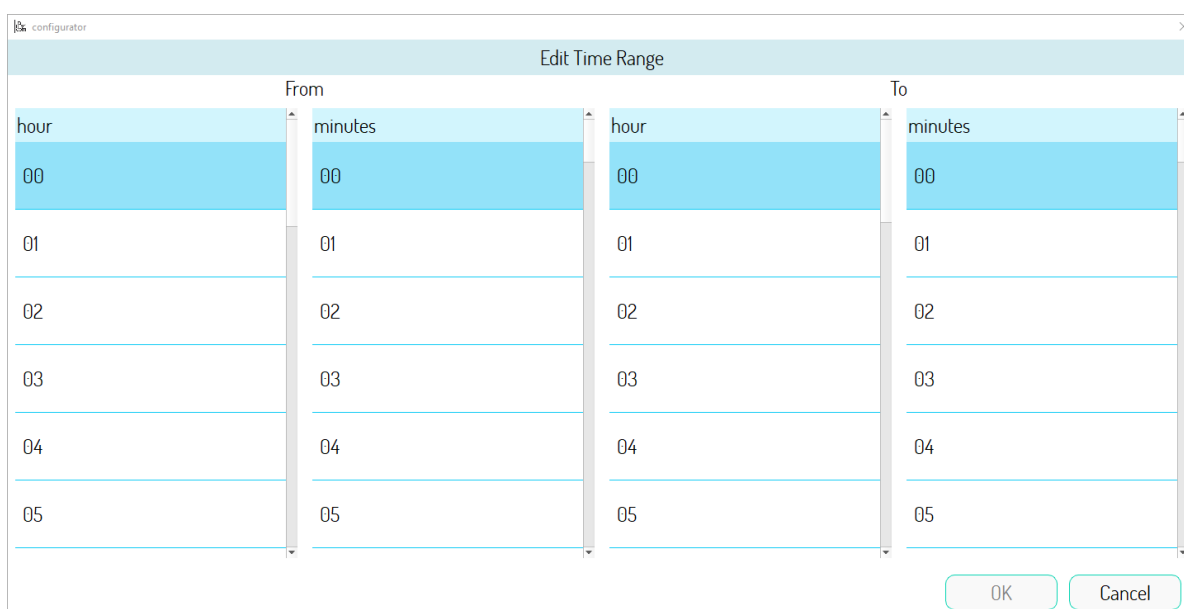 configurator
Edit Time Range
From To
hour minutes hour minutes
00 00 00 00
01 01 01 01
02 02 02 02
03 03 03 03
04 04 04 04
05 05 05 05
OK Cancel